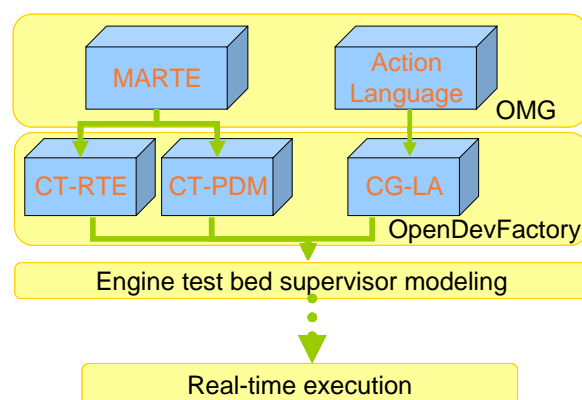 MARTE
Action
Language
OMG
CT-RTE
CT-PDM
CG-LA
OpenDevFactory
Engine test bed supervisor modeling
Real-time execution